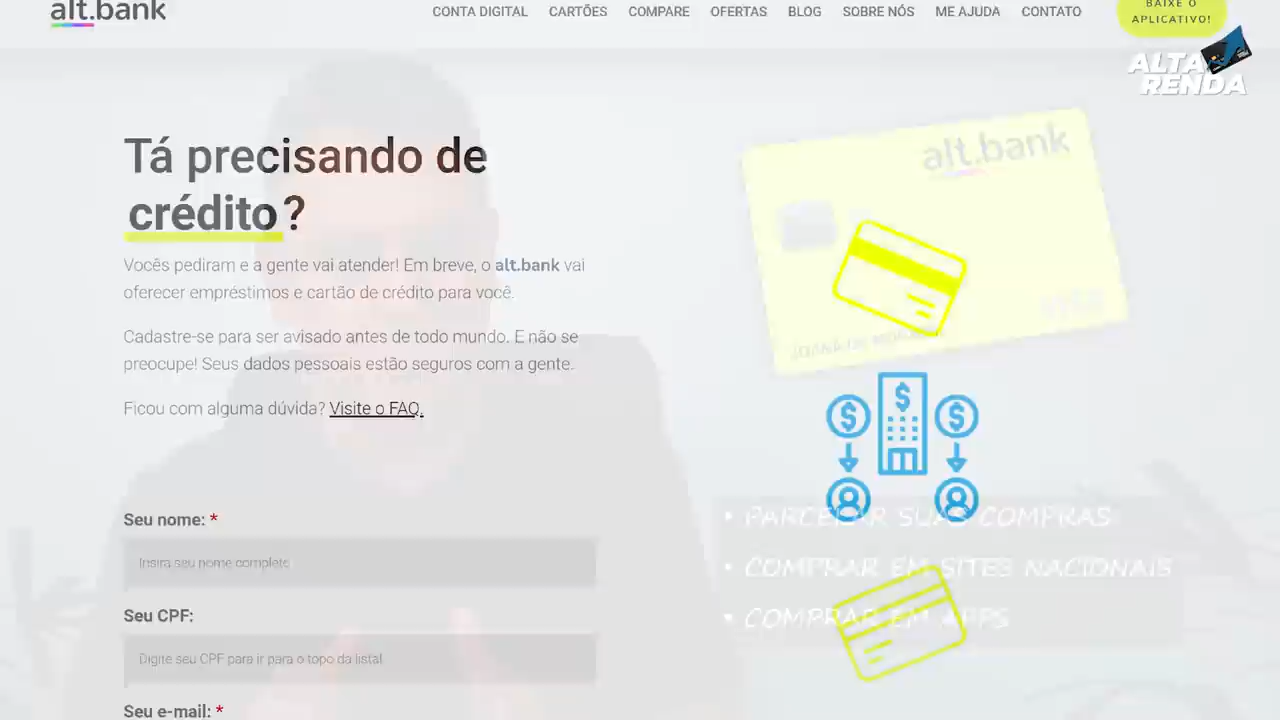 alt.bank
CONTA DIGITAL CARTÕES COMPARE OFERTAS BLOG SOBRE NÓS ME AJUDA CONTATO
BAIXE O
APLICATIVO!
ALTA
RENDA
Tá precisando de
crédito?
Vocês pediram e a gente vai atender! Em breve, o alt.bank vai
oferecer empréstimos e cartão de crédito para você.
Cadastre-se para ser avisado antes de todo mundo. E não se
preocupe! Seus dados pessoais estão seguros com a gente.
Ficou com alguma dúvida? Visite o FAQ.
alt.bank
Seu nome: *
Insira seu nome completo
Seu CPF:
Digite seu CPF para ir para o topo da lista!
Seu e-mail: *
• PARCELAR SUAS COMPRAS
• COMPRAR EM SITES NACIONAIS
• COMPRAR EM APPS